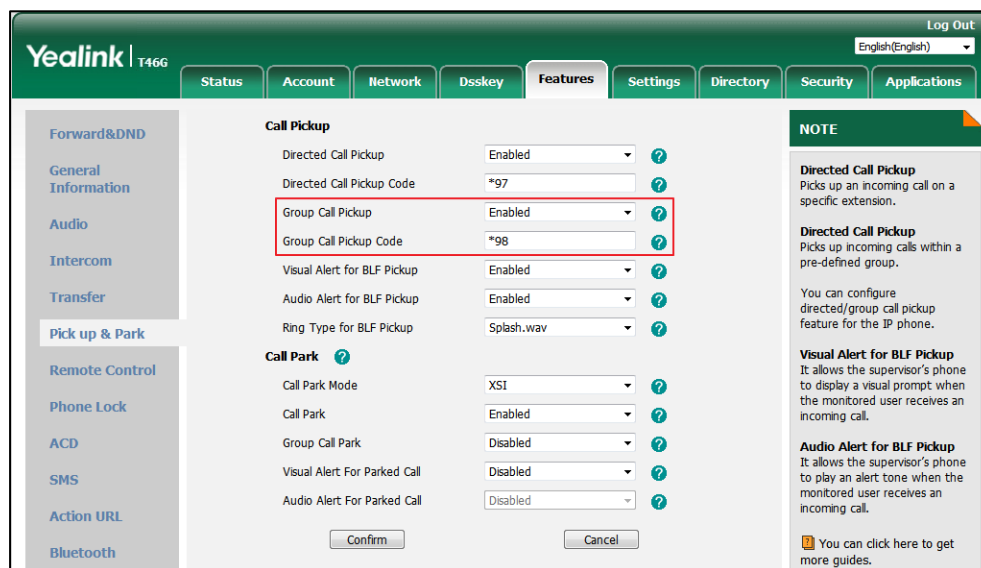 Log Out
Yealink T46G
English(English)
Status Account Network Dsskey Features Settings Directory Security Applications
Forward&DND
General
Information
Audio
Intercom
Transfer
Pick up & Park
Remote Control
Phone Lock
ACD
SMS
Action URL
Bluetooth
Call Pickup
Directed Call Pickup Enabled
Directed Call Pickup Code *97
Group Call Pickup Enabled
Group Call Pickup Code *98
Visual Alert for BLF Pickup Enabled
Audio Alert for BLF Pickup Enabled
Ring Type for BLF Pickup Splash.wav
Call Park
Call Park Mode XSI
Call Park Enabled
Group Call Park Disabled
Visual Alert For Parked Call Disabled
Audio Alert For Parked Call Disabled
Confirm Cancel
NOTE
Directed Call Pickup
Picks up an incoming call on a
specific extension.
Directed Call Pickup
Picks up incoming calls within a
pre-defined group.
You can configure
directed/group call pickup
feature for the IP phone.
Visual Alert for BLF Pickup
It allows the supervisor's phone
to display a visual prompt when
the monitored user receives an
incoming call.
Audio Alert for BLF Pickup
It allows the supervisor's phone
to play an alert tone when the
monitored user receives an
incoming call.
You can click here to get
more guides.